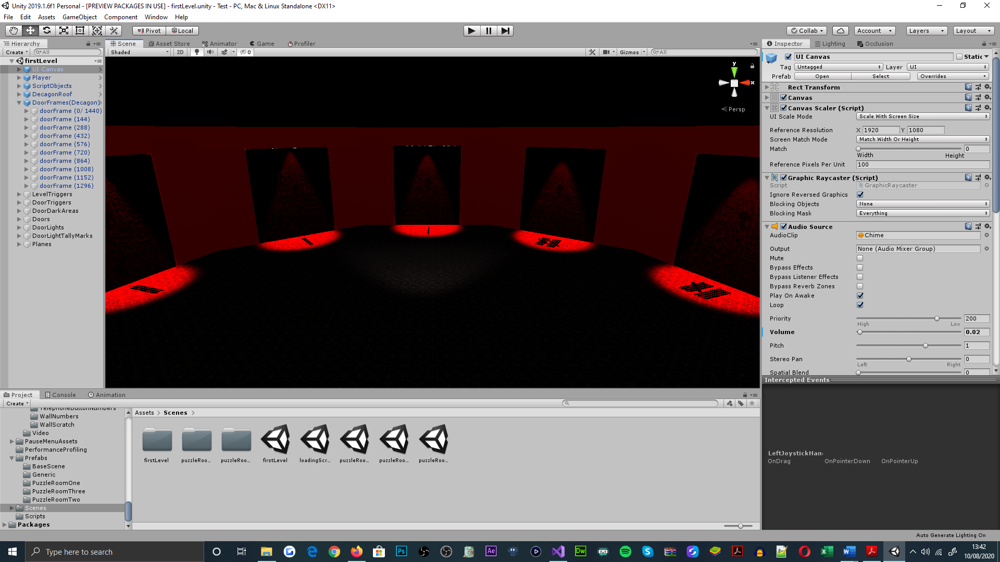 Unity 2019.1.6f1 Personal - [PREVIEW PACKAGES IN USE] - firstLevel.unity - Test - PC, Mac & Linux Standalone <DX11>
File Edit Assets GameObject Component Window Help
Pivot Local Collab Account Layers Layout
Hierarchy
Create All
firstLevel
UI Canvas
Player
ScriptObjects
DecagonRoof
DoorFrames(Decagon)
doorFrame (0/ 1440)
doorFrame (144)
doorFrame (288)
doorFrame (432)
doorFrame (576)
doorFrame (720)
doorFrame (864)
doorFrame (1008)
doorFrame (1152)
doorFrame (1296)
LevelTriggers
DoorTriggers
DoorDarkAreas
Doors
DoorLights
DoorLightTallyMarks
Planes
Scene Asset Store Animator Game Profiler
Shaded 2D 0 Gizmos All
y
x
Persp
Inspector Lighting Occlusion
UI Canvas Static
Tag Untagged Layer UI
Prefab Open Select Overrides
Rect Transform
Canvas
Canvas Scaler (Script)
UI Scale Mode Scale With Screen Size
Reference Resolution X 1920 Y 1080
Screen Match Mode Match Width Or Height
Match 0
Width Height
Reference Pixels Per Unit 100
Graphic Raycaster (Script)
Script GraphicRaycaster
Ignore Reversed Graphics
Blocking Objects None
Blocking Mask Everything
Audio Source
AudioClip Chime
Output None (Audio Mixer Group)
Mute
Bypass Effects
Bypass Listener Effects
Bypass Reverb Zones
Play On Awake
Loop
Priority 200
High Low
Volume 0.02
Pitch 1
Stereo Pan 0
Left Right
Spatial Blend 0
Intercepted Events
LeftJoystickHan
OnDrag OnPointerDown OnPointerUp
Project Console Animation
Create
TelephoneButtonNumbers
WallNumbers
WallScratch
Video
PauseMenuAssets
PerformanceProfiling
Prefabs
BaseScene
Generic
PuzzleRoomOne
PuzzleRoomThree
PuzzleRoomTwo
Scenes
Scripts
Packages
Assets Scenes
firstLevel puzzleRoo... puzzleRoo... firstLevel loadingScr... puzzleRoo... puzzleRoo... puzzleRoo...
Auto Generate Lighting On
Type here to search
Ps Ae Dw
13:42
10/08/2020